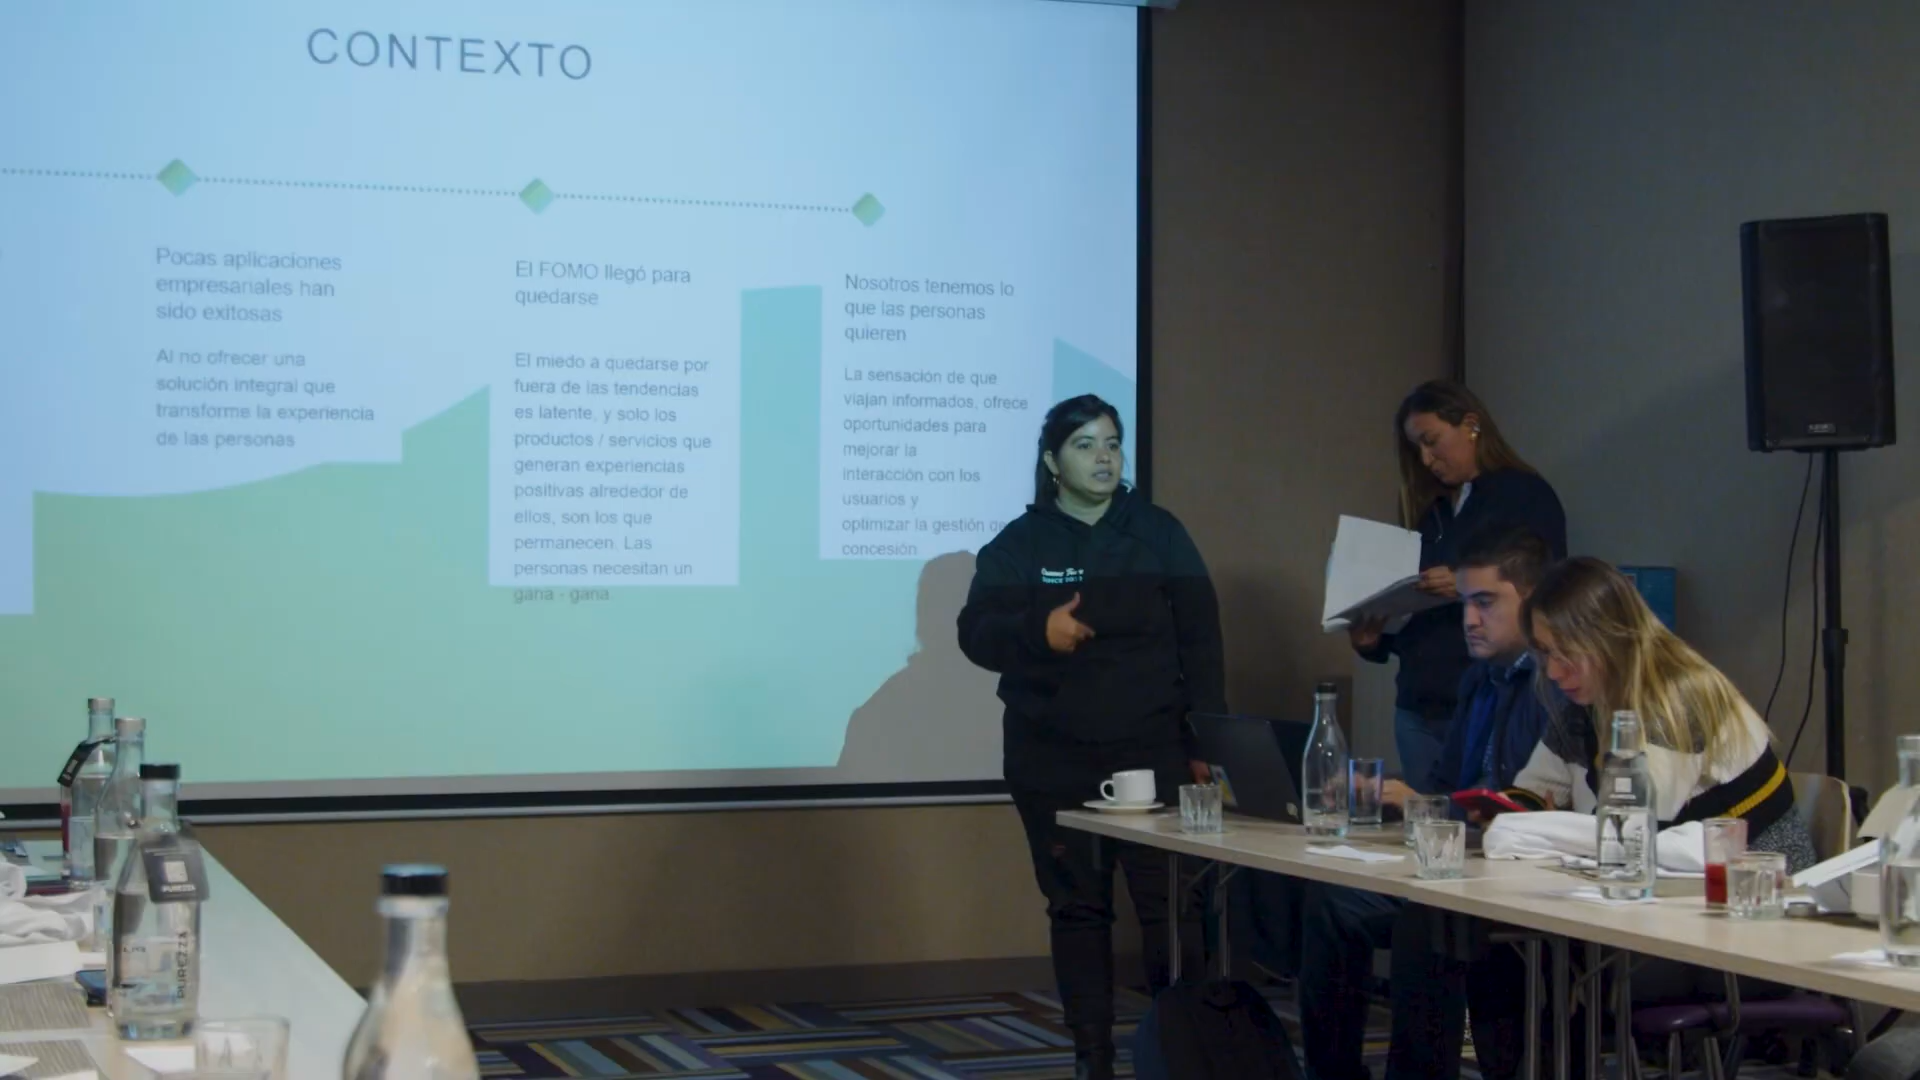 CONTEXTO
Pocas aplicaciones
empresariales han
sido exitosas
Al no ofrecer una
solución integral que
transforme la experiencia
de las personas
El FOMO llegó para
quedarse
El miedo a quedarse por
fuera de las tendencias
es latente, y solo los
productos / servicios que
generan experiencias
positivas alrededor de
ellos, son los que
permanecen. Las
personas necesitan un
gana - gana.
Nosotros tenemos lo
que las personas
quieren
La sensación de que
viajan informados, ofrece
oportunidades para
mejorar la
interacción con los
usuarios y
optimizar la gestión de
concesión
SINCE
PUREZZA
PUREZZA